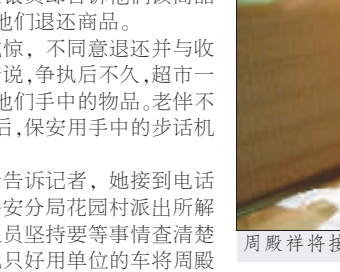 们退还商品。
惊，不同意退还并与收
说，争执后不久，超市一
他们手中的物品。老伴不
后，保安用手中的步话机
告诉记者，她接到电话
安分局花园村派出所解
员坚持要等事情查清楚
只好用单位的车将周殿
周殿祥将接